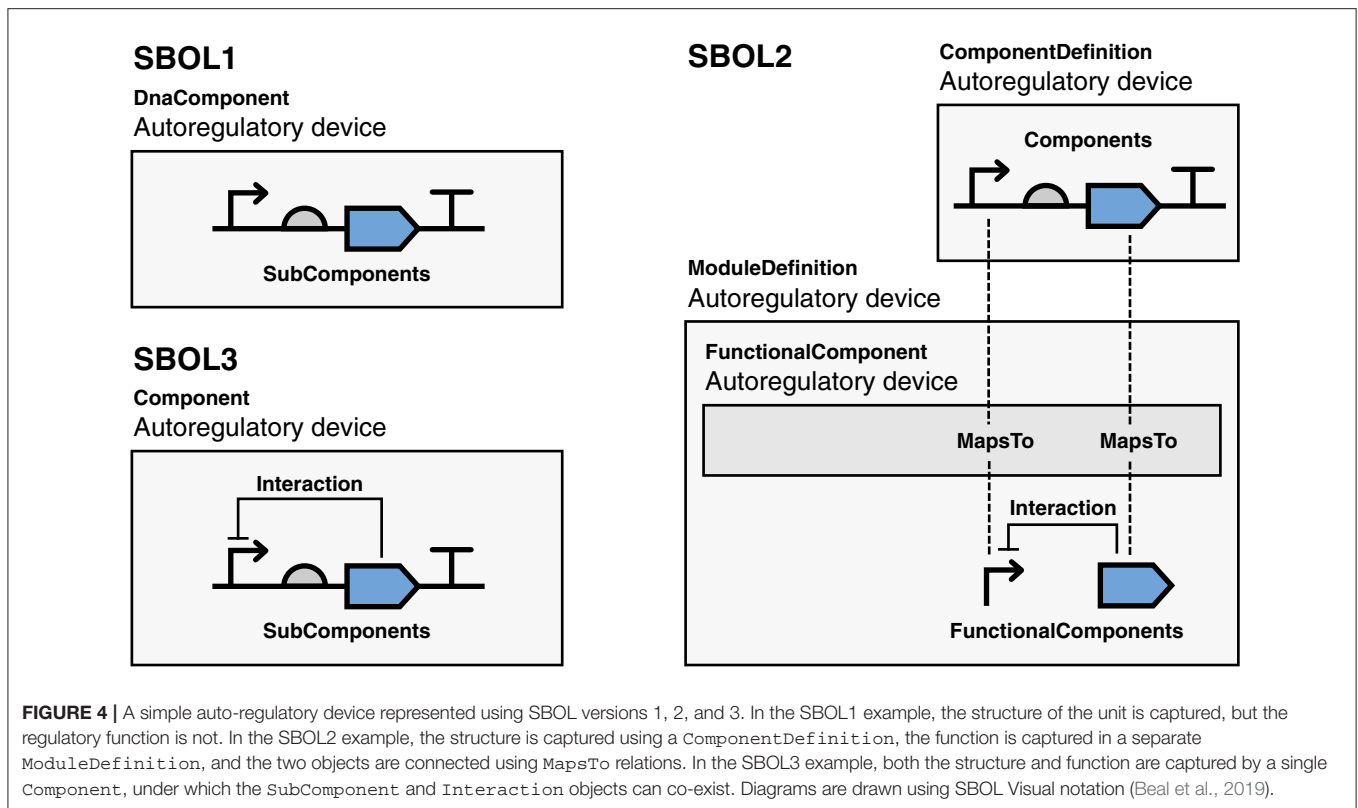 SBOL1
DnaComponent
Autoregulatory device
SubComponents
SBOL3
Component
Autoregulatory device
Interaction
SubComponents
SBOL2
ComponentDefinition
Autoregulatory device
Components
ModuleDefinition
Autoregulatory device
FunctionalComponent
Autoregulatory device
MapsTo MapsTo
Interaction
FunctionalComponents
FIGURE 4 | A simple auto-regulatory device represented using SBOL versions 1, 2, and 3. In the SBOL1 example, the structure of the unit is captured, but the
regulatory function is not. In the SBOL2 example, the structure is captured using a ComponentDefinition, the function is captured in a separate
ModuleDefinition, and the two objects are connected using MapsTo relations. In the SBOL3 example, both the structure and function are captured by a single
Component, under which the SubComponent and Interaction objects can co-exist. Diagrams are drawn using SBOL Visual notation (Beal et al., 2019).